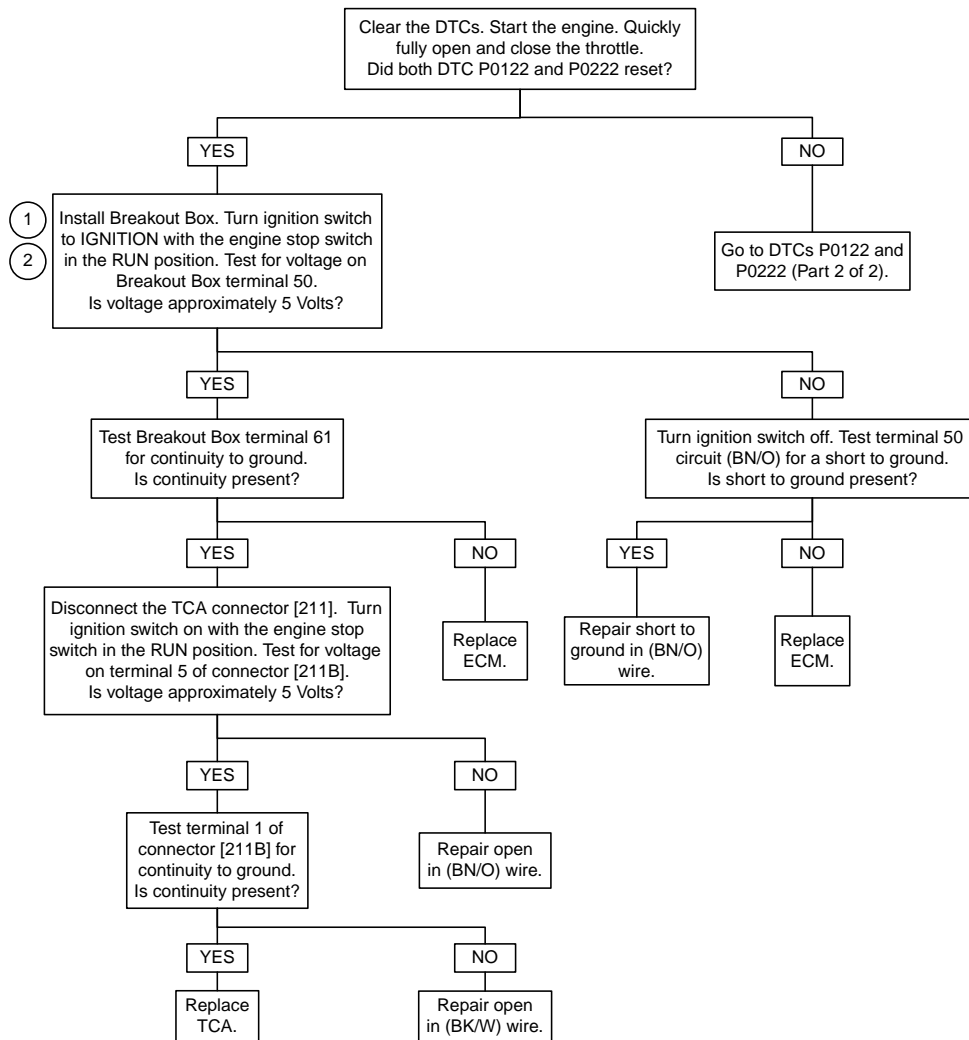 Clear the DTCs. Start the engine. Quickly
fully open and close the throttle.
Did both DTC P0122 and P0222 reset?
YES
NO
1
2
Install Breakout Box. Turn ignition switch
to IGNITION with the engine stop switch
in the RUN position. Test for voltage on
Breakout Box terminal 50.
Is voltage approximately 5 Volts?
Go to DTCs P0122 and
P0222 (Part 2 of 2).
YES
NO
Test Breakout Box terminal 61
for continuity to ground.
Is continuity present?
Turn ignition switch off. Test terminal 50
circuit (BN/O) for a short to ground.
Is short to ground present?
YES
NO
YES
NO
Disconnect the TCA connector [211]. Turn
ignition switch on with the engine stop
switch in the RUN position. Test for voltage
on terminal 5 of connector [211B].
Is voltage approximately 5 Volts?
Replace
ECM.
Repair short to
ground in (BN/O)
wire.
Replace
ECM.
YES
NO
Test terminal 1 of
connector [211B] for
continuity to ground.
Is continuity present?
Repair open
in (BN/O) wire.
YES
NO
Replace
TCA.
Repair open
in (BK/W) wire.